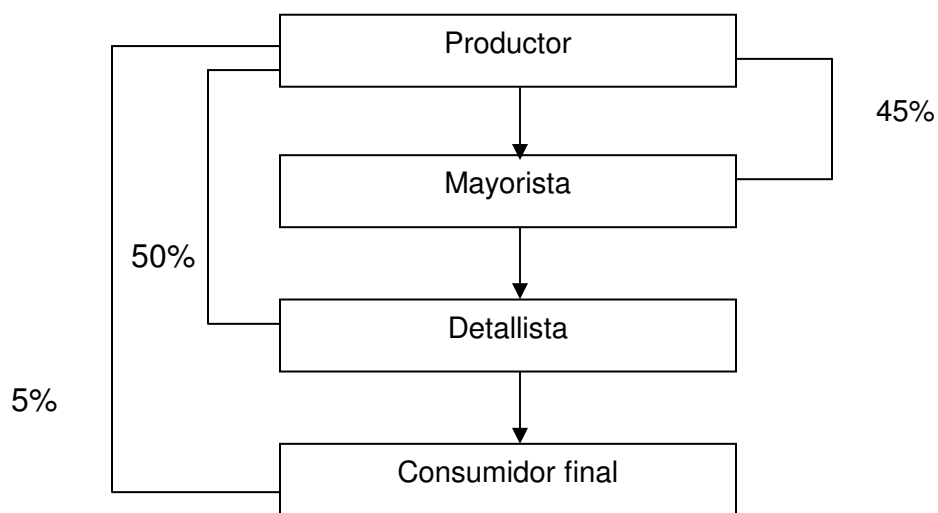 Productor
45%
Mayorista
50%
Detallista
5%
Consumidor final